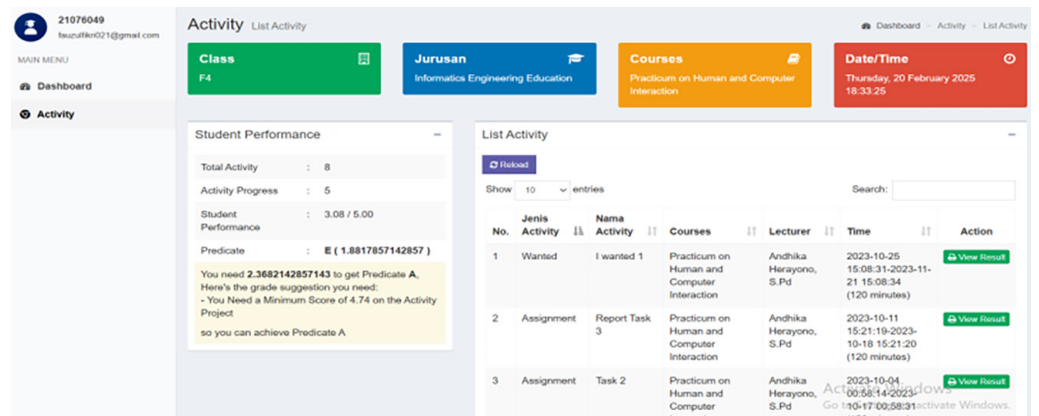 21076049
fauzulfikri021@gmail.com
MAIN MENU
Dashboard
Activity
Activity List Activity
Dashboard - Activity - List Activity
Class
F4
Jurusan
Informatics Engineering Education
Courses
Practicum on Human and Computer
Interaction
Date/Time
Thursday, 20 February 2025
18:33:25
Student Performance
Total Activity : 8
Activity Progress : 5
Student : 3.08 / 5.00
Performance
Predicate : E ( 1.8817857142857 )
You need 2.3682142857143 to get Predicate A,
Here's the grade suggestion you need:
- You Need a Minimum Score of 4.74 on the Activity
Project
so you can achieve Predicate A
List Activity
Reload
Show 10 entries
Search:
No. Jenis Activity Nama Activity Courses Lecturer Time Action
1 Wanted I wanted 1 Practicum on Andhika 2023-10-25 View Result
Human and Herayono, 15:08:31-2023-11-
Computer S.Pd 21 15:08:34
Interaction (120 minutes)
2 Assignment Report Task Practicum on Andhika 2023-10-11 View Result
3 Human and Herayono, 15:21:19-2023-
Computer S.Pd 10-18 15:21:20
Interaction (120 minutes)
3 Assignment Task 2 Practicum on Andhika 2023-10-04 View Result
Human and Herayono, 00:58:14-2023-
Computer S.Pd 10-17 00:58:31
Activate Windows
activate Windows.